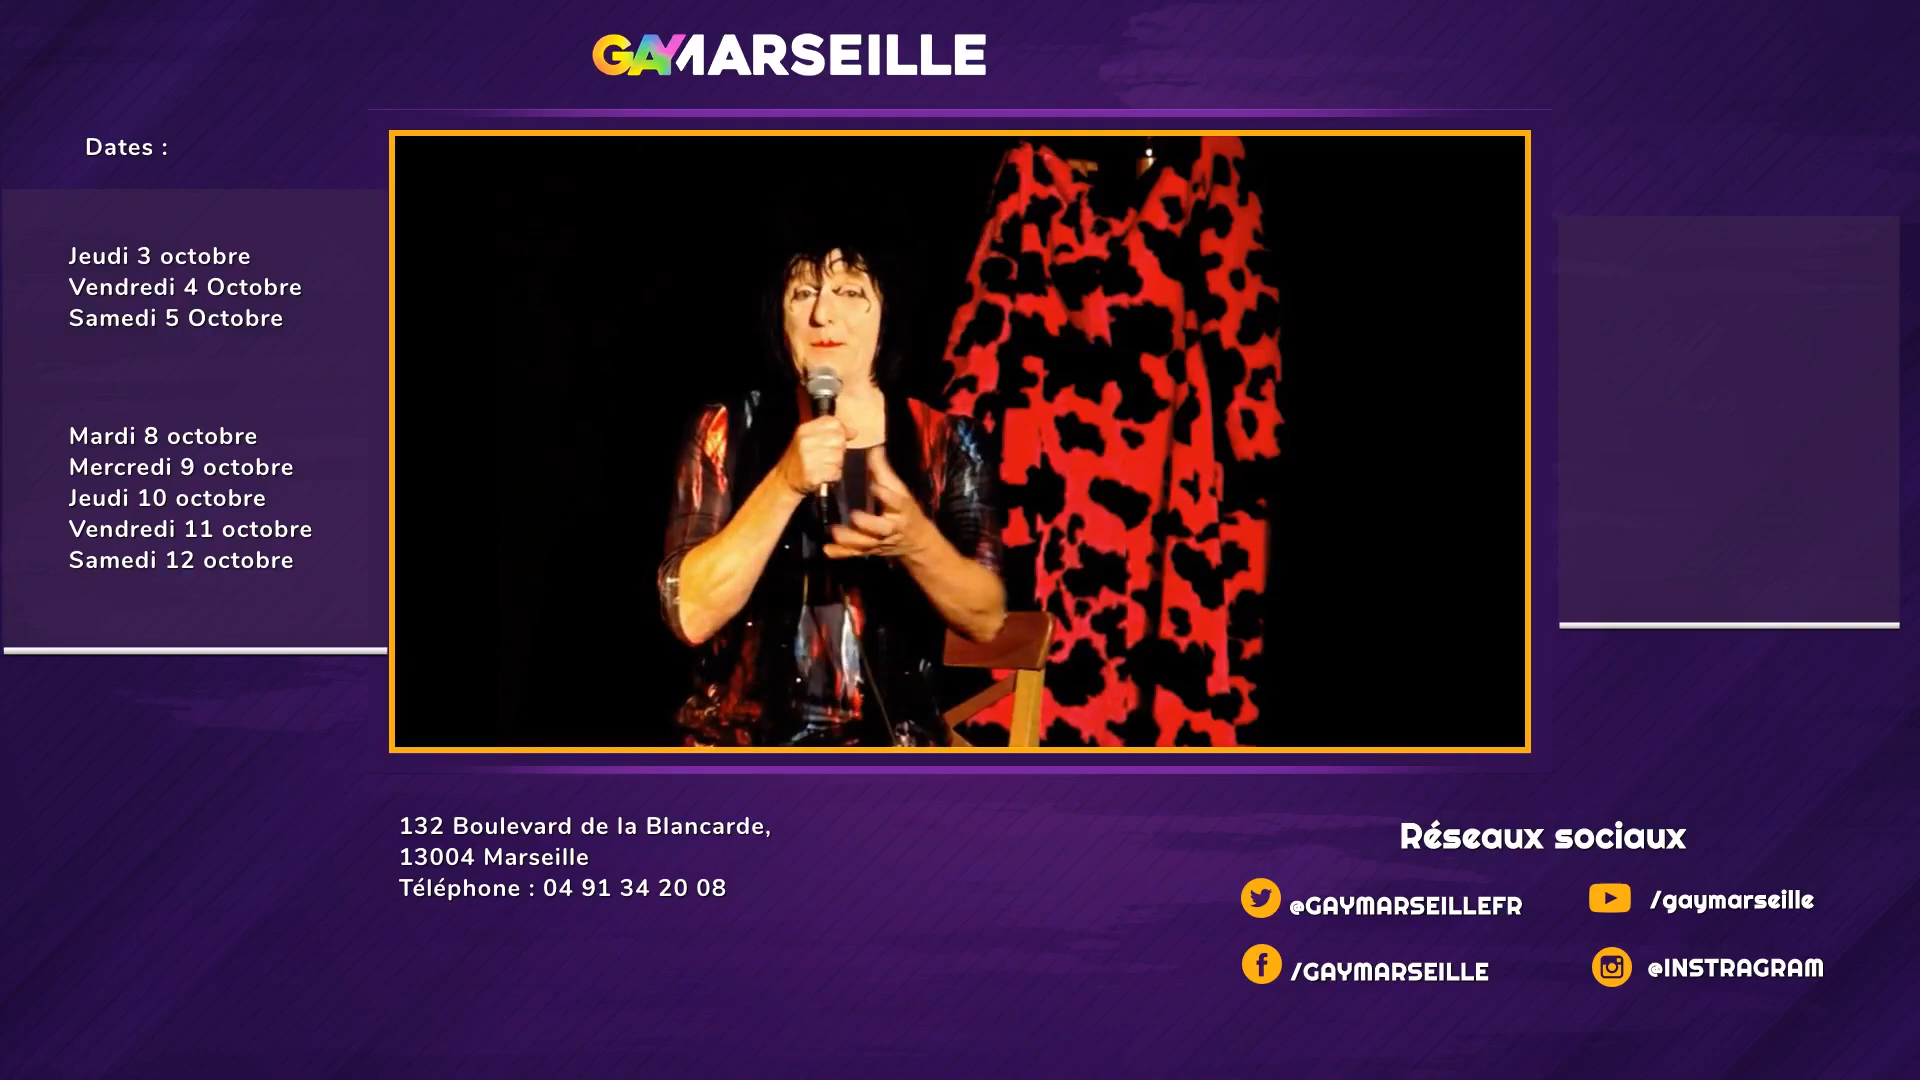 GAYMARSEILLE
Dates :
Jeudi 3 octobre
Vendredi 4 Octobre
Samedi 5 Octobre
Mardi 8 octobre
Mercredi 9 octobre
Jeudi 10 octobre
Vendredi 11 octobre
Samedi 12 octobre
132 Boulevard de la Blancarde,
13004 Marseille
Téléphone : 04 91 34 20 08
Réseaux sociaux
@GAYMARSEILLEFR
/gaymarseille
/GAYMARSEILLE
@INSTRAGRAM